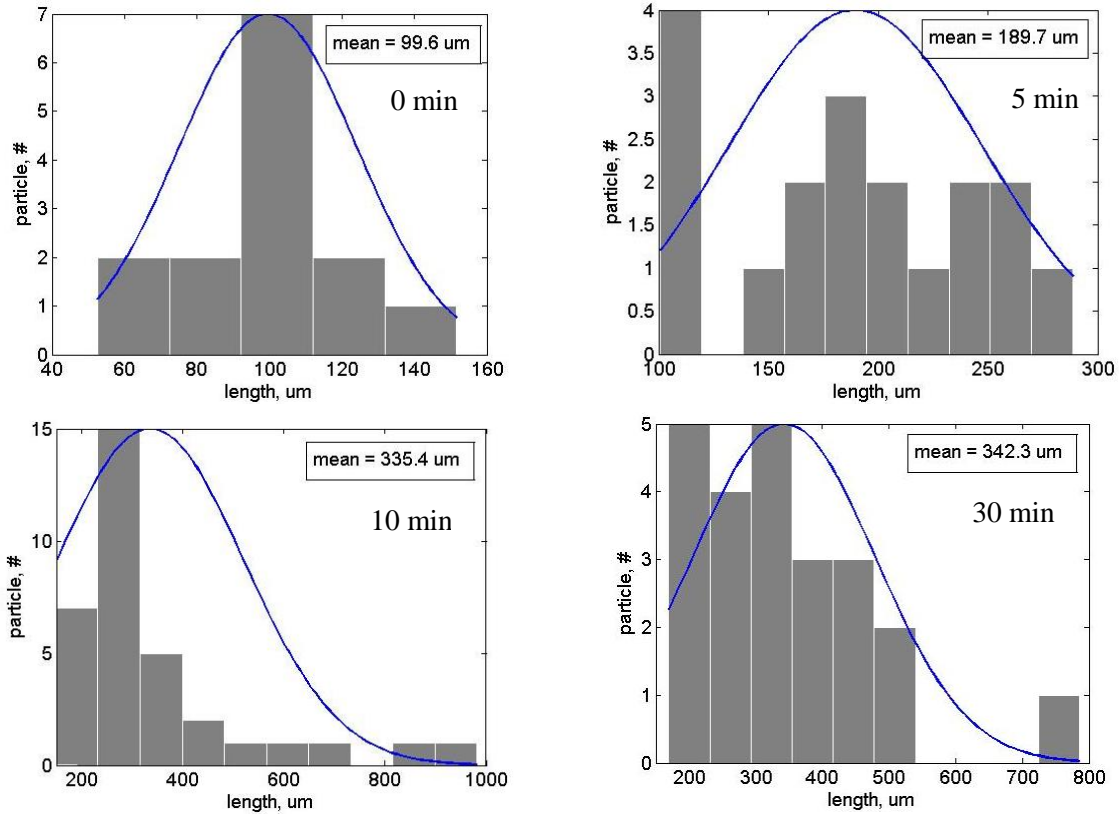 7
6
5
4
3
2
1
0
40 60 80 100 120 140 160
particle, #
length, um
mean = 99.6 um
0 min
4
3.5
3
2.5
2
1.5
1
0.5
0
100 150 200 250 300
particle, #
length, um
mean = 189.7 um
5 min
15
10
5
0
200 400 600 800 1000
particle, #
length, um
mean = 335.4 um
10 min
5
4
3
2
1
0
200 300 400 500 600 700 800
particle, #
length, um
mean = 342.3 um
30 min